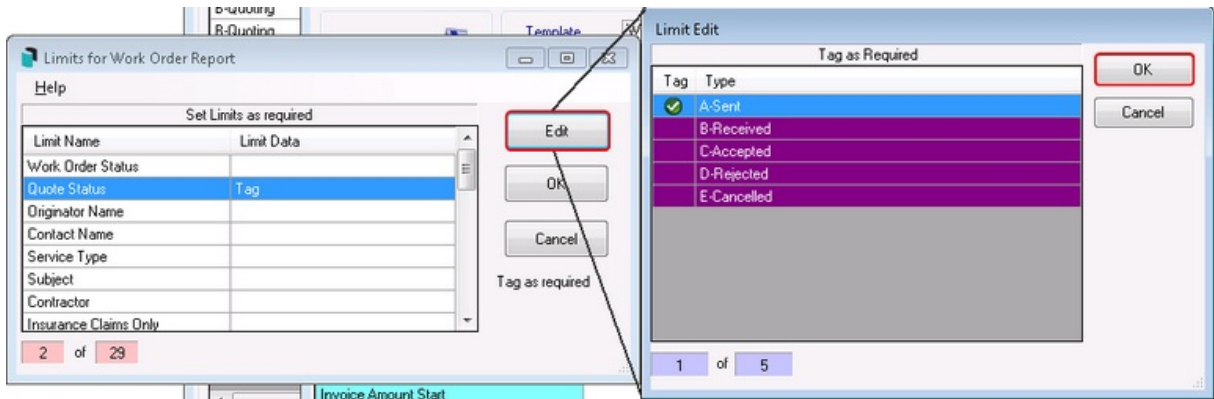 B-Quoting
B-Quoting
Template
W
Limits for Work Order Report
Help
Set Limits as required
Limit Name Limit Data
Work Order Status
Quote Status Tag
Originator Name
Contact Name
Service Type
Subject
Contractor
Insurance Claims Only
2 of 29
Edit
OK
Cancel
Tag as required
Invoice Amount Start
Limit Edit
Tag as Required
Tag Type
A-Sent
B-Received
C-Accepted
D-Rejected
E-Cancelled
1 of 5
OK
Cancel